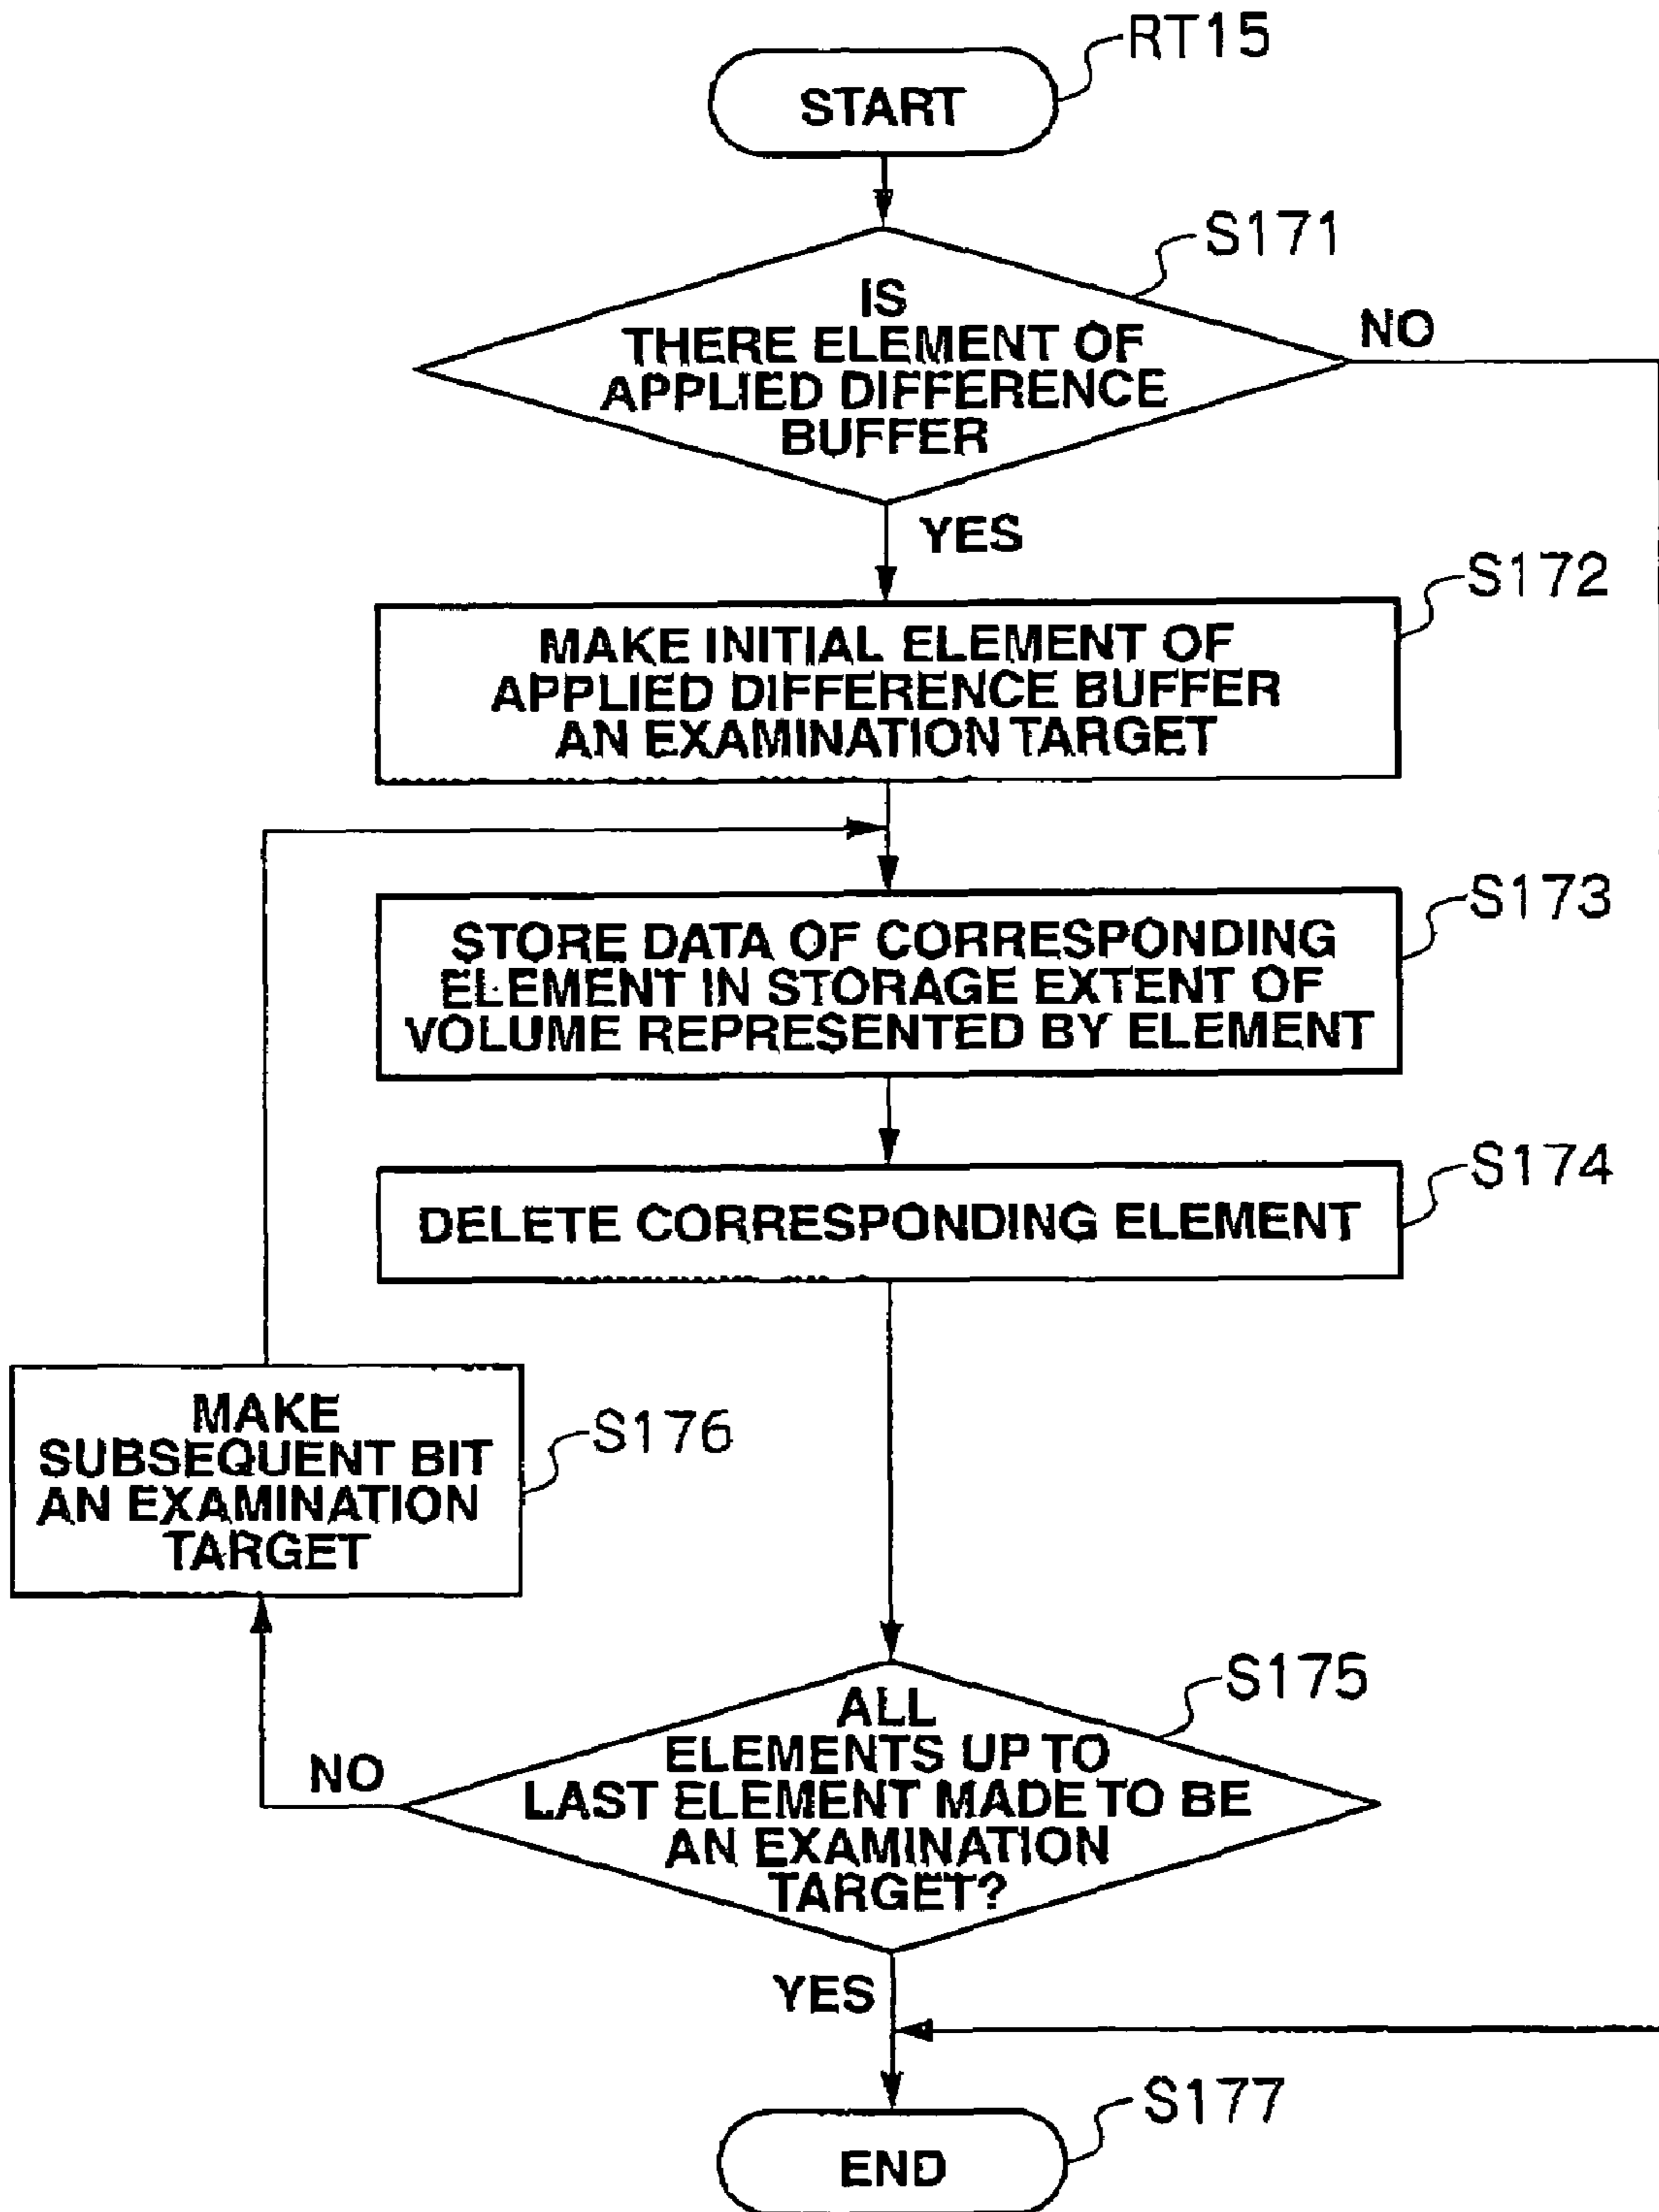 RT15
START
S171
IS
THERE ELEMENT OF
APPLIED DIFFERENCE
BUFFER
NO
YES
S172
MAKE INITIAL ELEMENT OF
APPLIED DIFFERENCE BUFFER
AN EXAMINATION TARGET
S173
STORE DATA OF CORRESPONDING
ELEMENT IN STORAGE EXTENT OF
VOLUME REPRESENTED BY ELEMENT
S174
DELETE CORRESPONDING ELEMENT
MAKE
SUBSEQUENT BIT
AN EXAMINATION
TARGET
S176
S175
ALL
ELEMENTS UP TO
LAST ELEMENT MADE TO BE
AN EXAMINATION
TARGET?
NO
YES
S177
END